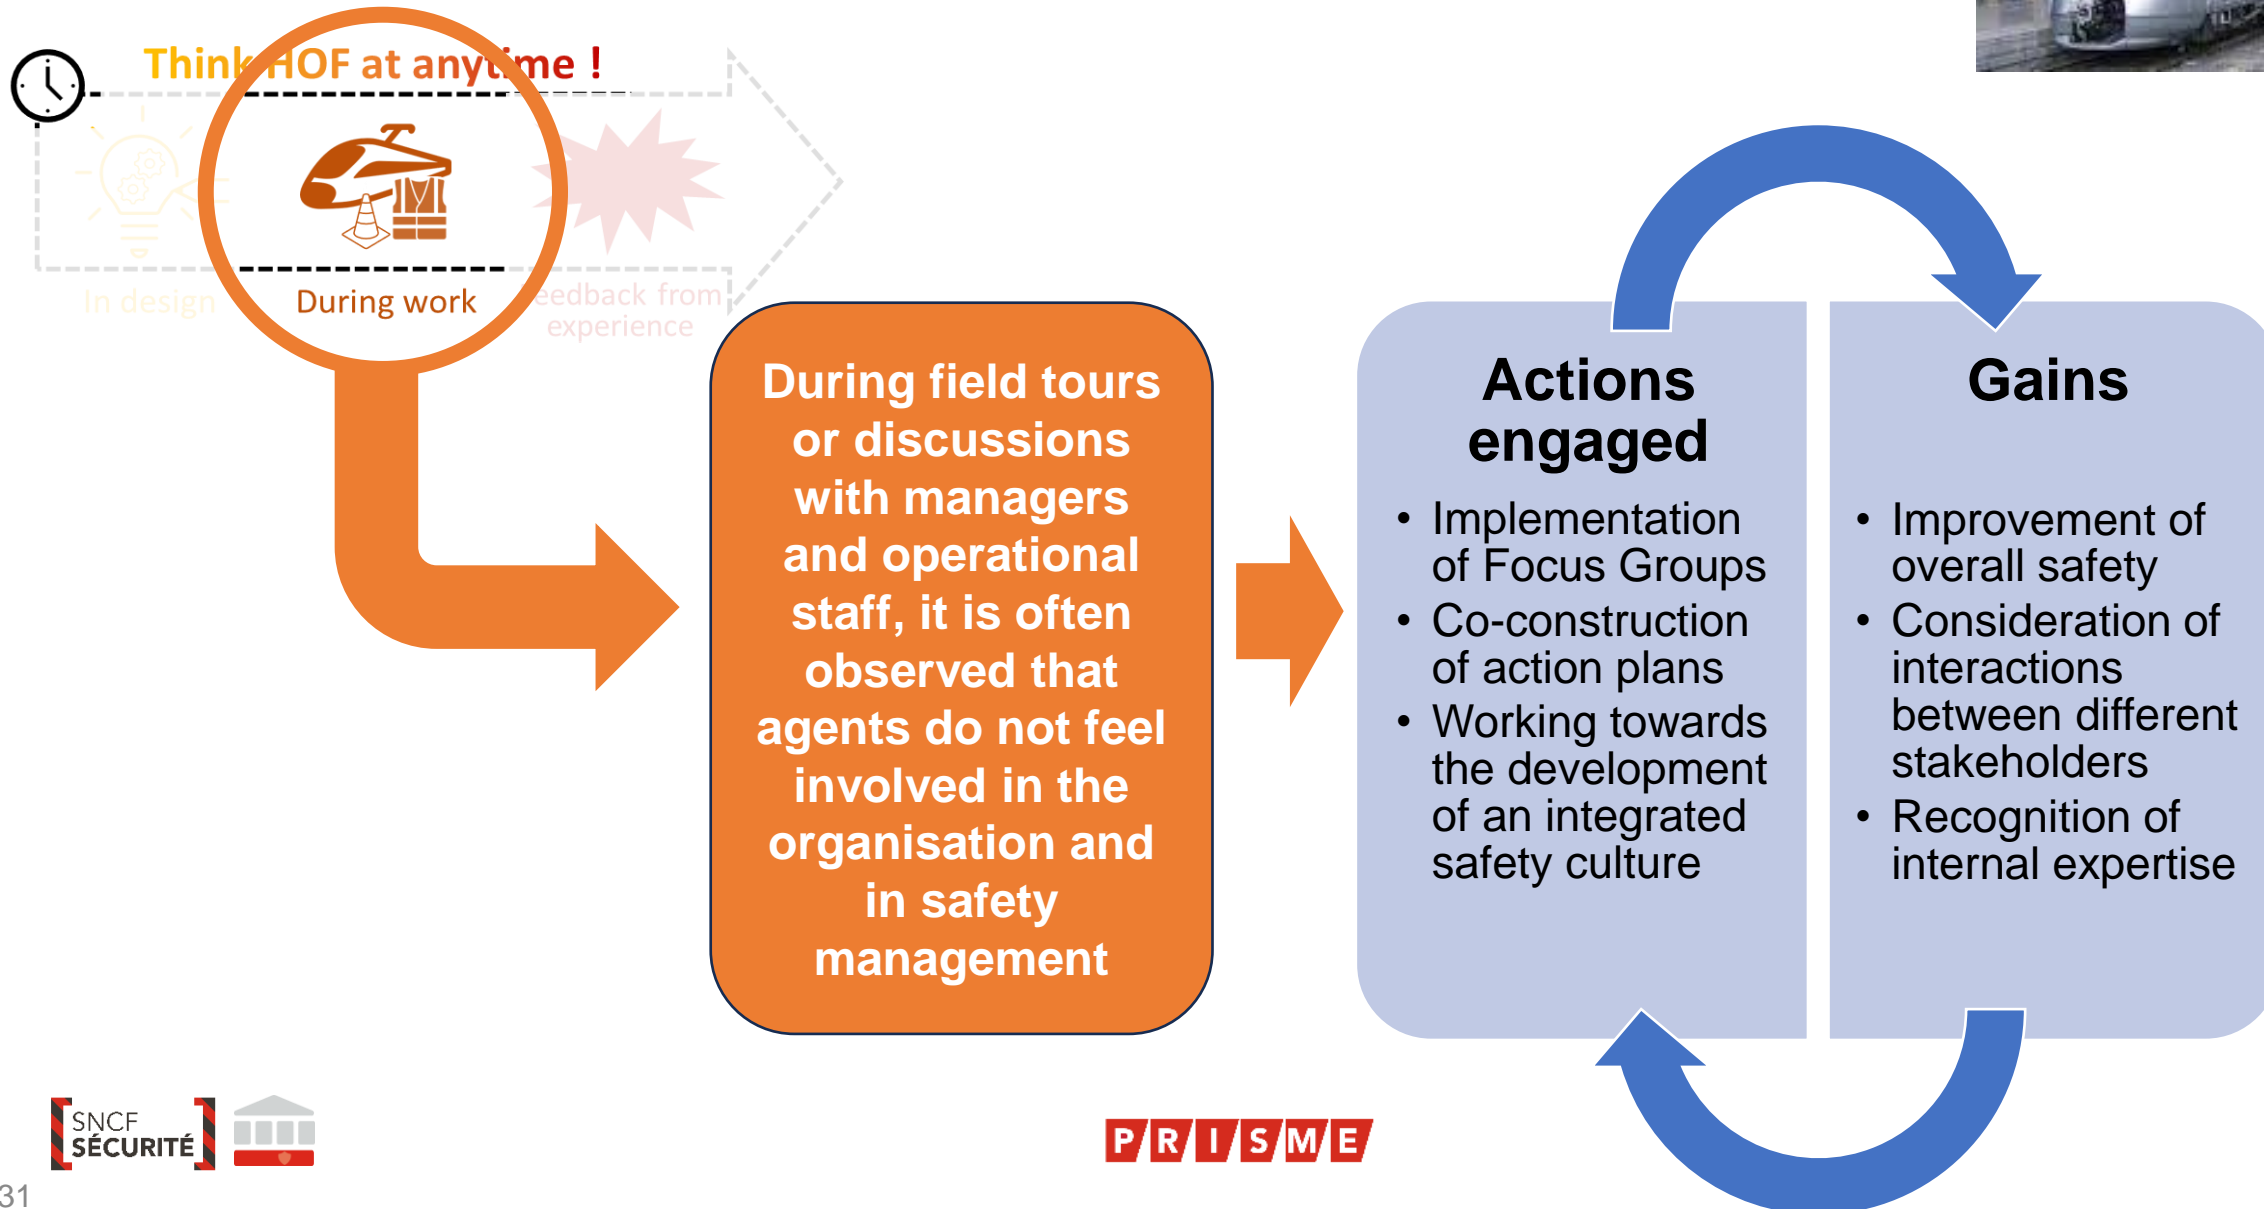 Think HOF at anytime !
In design
During work
eedback from
experience
During field tours
or discussions
with managers
and operational
staff, it is often
observed that
agents do not feel
involved in the
organisation and
in safety
management
Actions
engaged
• Implementation
of Focus Groups
• Co-construction
of action plans
• Working towards
the development
of an integrated
safety culture
Gains
• Improvement of
overall safety
• Consideration of
interactions
between different
stakeholders
• Recognition of
internal expertise
SNCF
SÉCURITÉ
PRISME
31